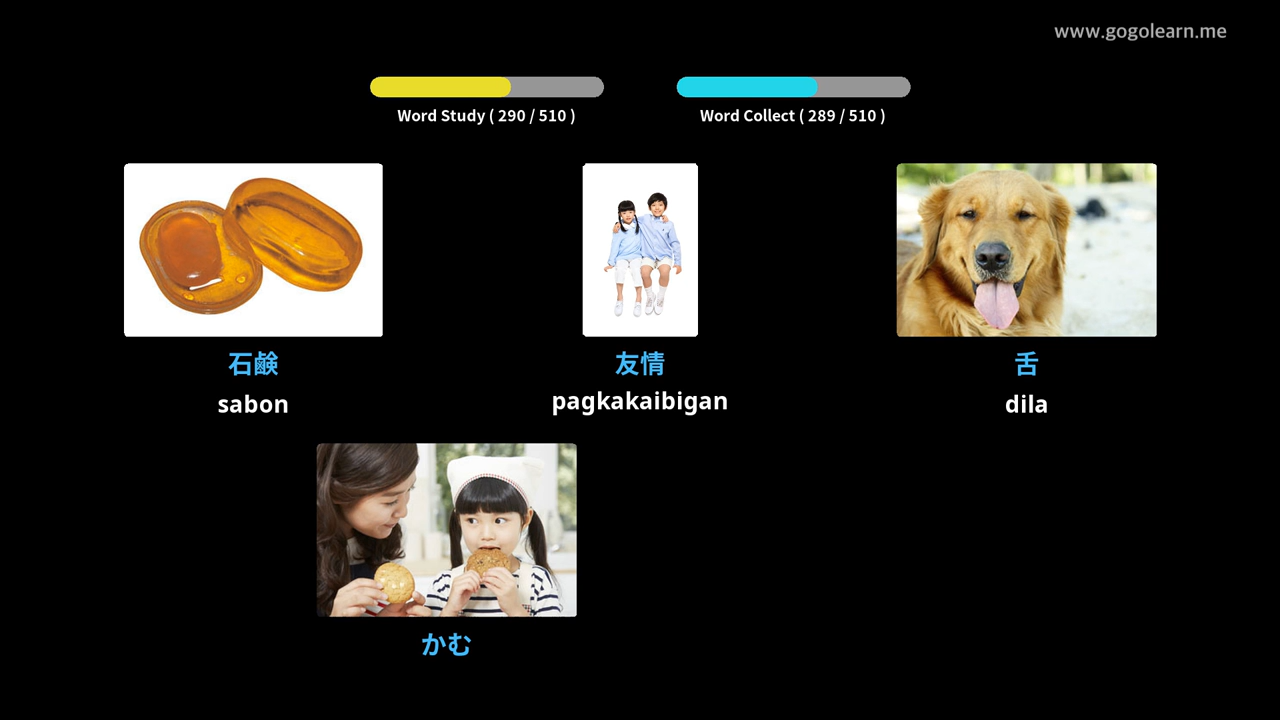 www.gogolearn.me
Word Study ( 290 / 510 )
Word Collect ( 289 / 510 )
石鹸
sabon
友情
pagkakaibigan
舌
dila
かむ